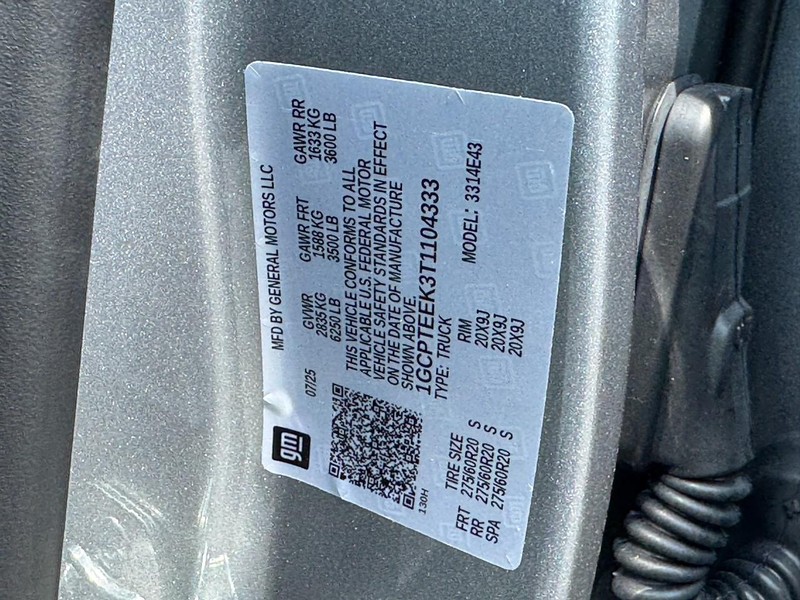 gm
MFD BY GENERAL MOTORS LLC
07/25
GVWR GAWR FRT GAWR RR
2835 KG 1588 KG 1633 KG
6250 LB 3500 LB 3600 LB
THIS VEHICLE CONFORMS TO ALL
APPLICABLE U.S. FEDERAL MOTOR
VEHICLE SAFETY STANDARDS IN EFFECT
ON THE DATE OF MANUFACTURE
SHOWN ABOVE.
1GCPTEEK3T1104333
TYPE: TRUCK MODEL: 3314E43
130H
TIRE SIZE RIM
FRT 275/60R20 S 20X9J
RR 275/60R20 S 20X9J
SPA 275/60R20 S 20X9J